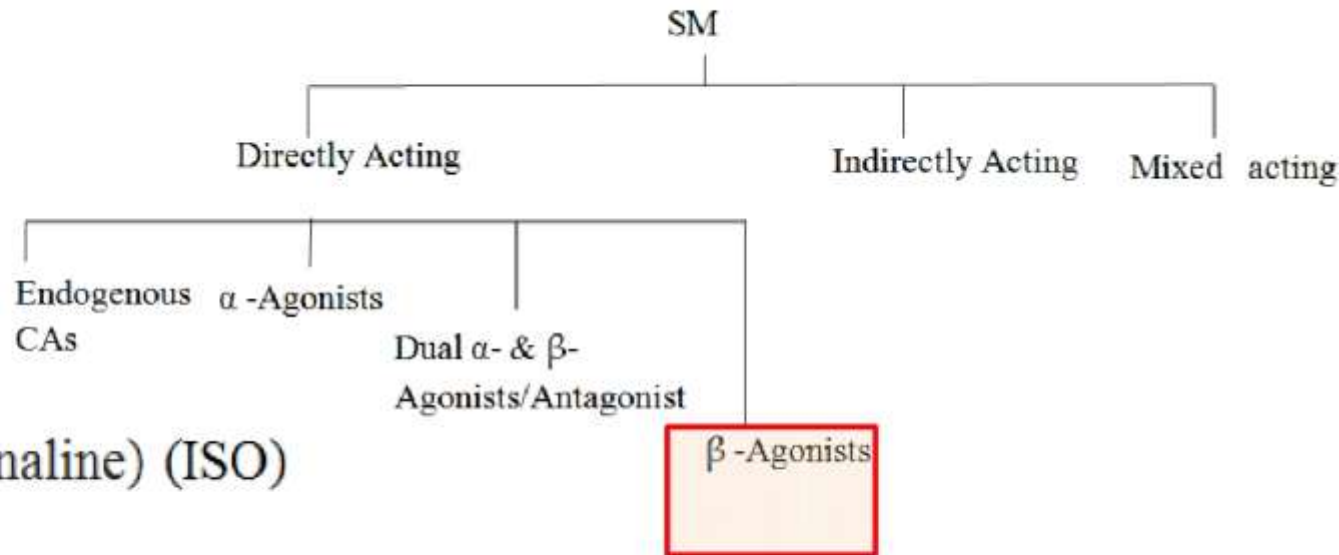 SM
Directly Acting
Indirectly Acting
Mixed acting
Endogenous
CAs
α -Agonists
Dual α- & β-
Agonists/Antagonist
β -Agonists
naline) (ISO)